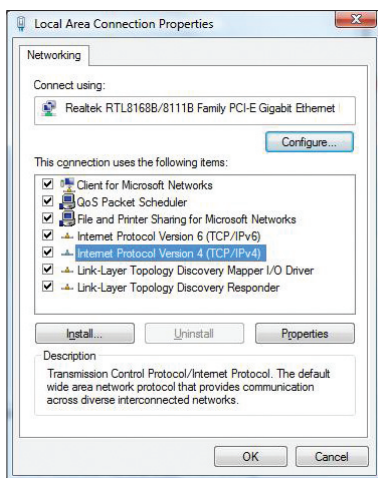 Local Area Connection Properties
Networking
Connect using:
Realtek RTL8168B/8111B Family PCI-E Gigabit Ethernet
Configure...
This connection uses the following items:
Client for Microsoft Networks
QoS Packet Scheduler
File and Printer Sharing for Microsoft Networks
Internet Protocol Version 6 (TCP/IPv6)
Internet Protocol Version 4 (TCP/IPv4)
Link-Layer Topology Discovery Mapper I/O Driver
Link-Layer Topology Discovery Responder
Install... Uninstall Properties
Description
Transmission Control Protocol/Internet Protocol. The default
wide area network protocol that provides communication
across diverse interconnected networks.
OK Cancel